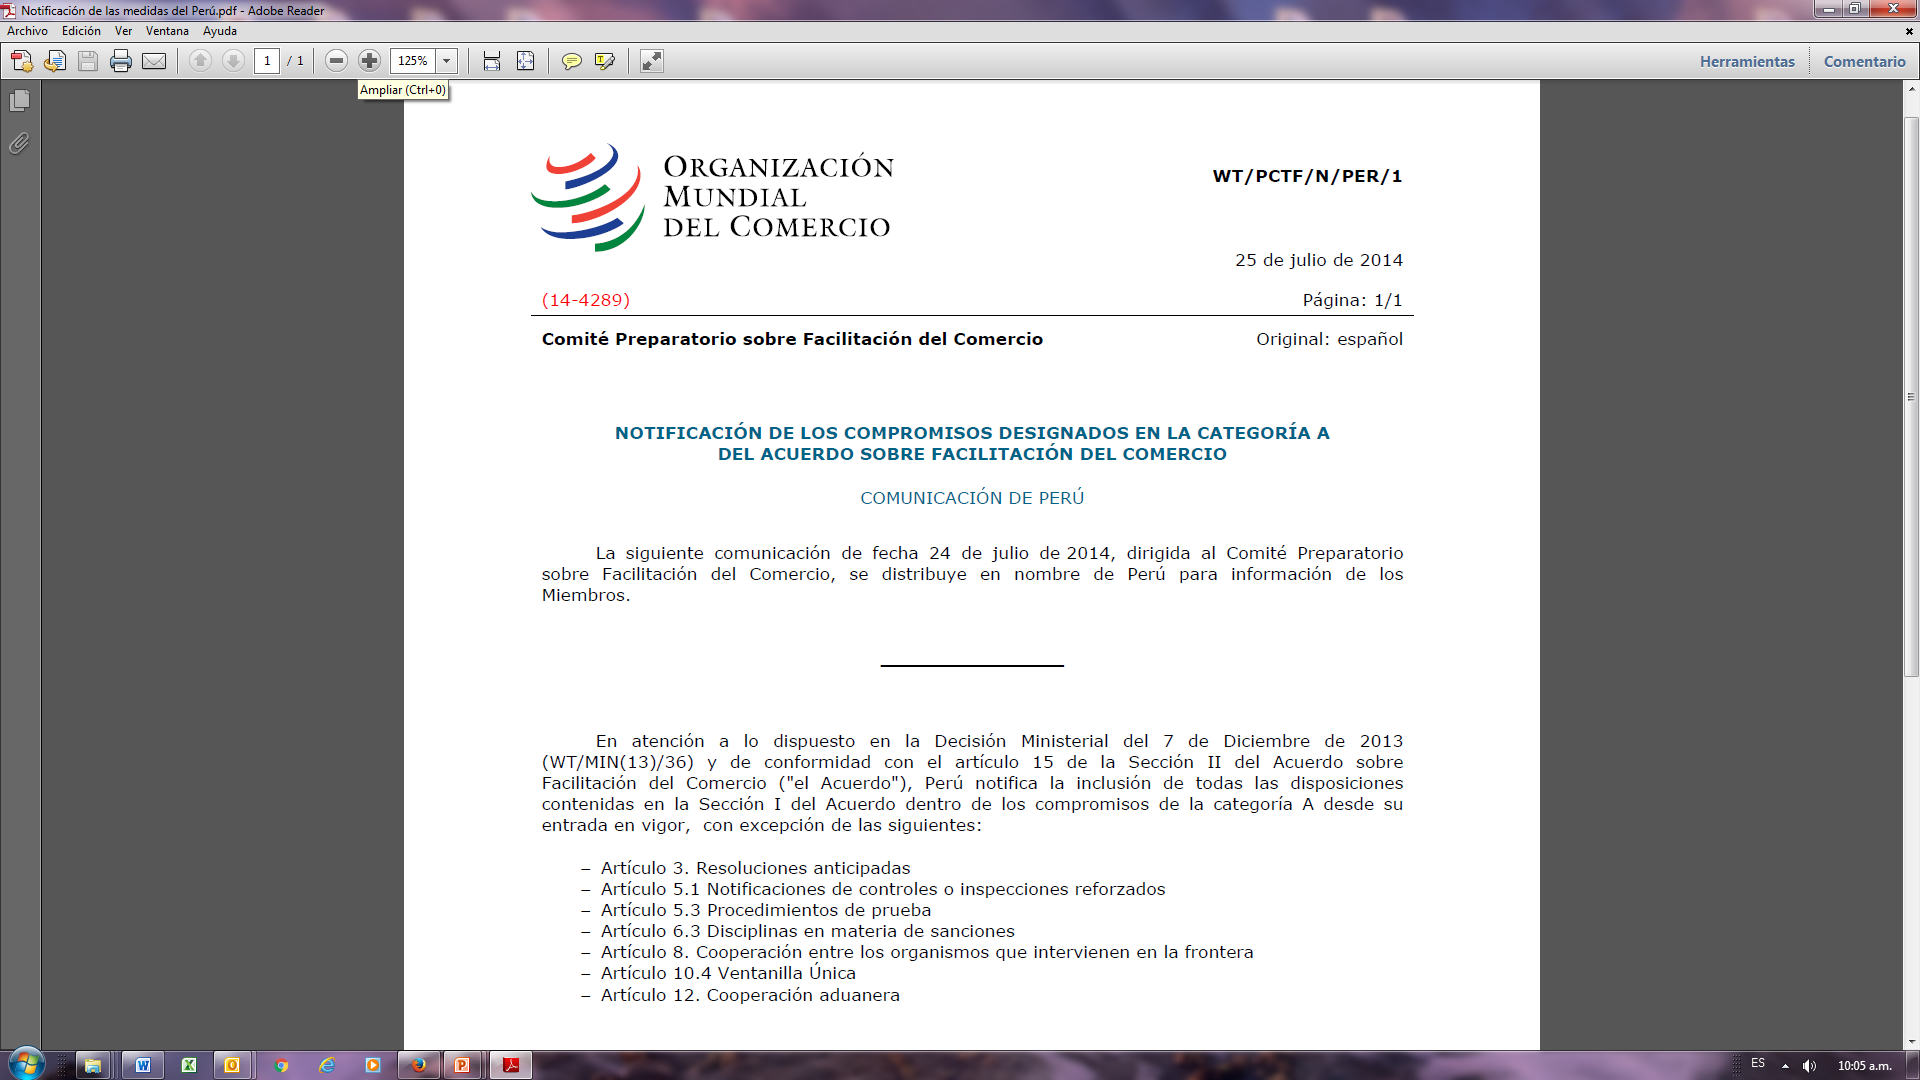 Notificación de las medidas del Perú.pdf - Adobe Reader
Archivo Edición Ver Ventana Ayuda
1 / 1 125% Herramientas Comentario
Ampliar (Ctrl+0)
ORGANIZACIÓN
MUNDIAL
DEL COMERCIO
WT/PCTF/N/PER/1
25 de julio de 2014
(14-4289) Página: 1/1
Comité Preparatorio sobre Facilitación del Comercio Original: español
NOTIFICACIÓN DE LOS COMPROMISOS DESIGNADOS EN LA CATEGORÍA A
DEL ACUERDO SOBRE FACILITACIÓN DEL COMERCIO
COMUNICACIÓN DE PERÚ
La siguiente comunicación de fecha 24 de julio de 2014, dirigida al Comité Preparatorio
sobre Facilitación del Comercio, se distribuye en nombre de Perú para información de los
Miembros.
En atención a lo dispuesto en la Decisión Ministerial del 7 de Diciembre de 2013
(WT/MIN(13)/36) y de conformidad con el artículo 15 de la Sección II del Acuerdo sobre
Facilitación del Comercio ("el Acuerdo"), Perú notifica la inclusión de todas las disposiciones
contenidas en la Sección I del Acuerdo dentro de los compromisos de la categoría A desde su
entrada en vigor, con excepción de las siguientes:
– Artículo 3. Resoluciones anticipadas
– Artículo 5.1 Notificaciones de controles o inspecciones reforzados
– Artículo 5.3 Procedimientos de prueba
– Artículo 6.3 Disciplinas en materia de sanciones
– Artículo 8. Cooperación entre los organismos que intervienen en la frontera
– Artículo 10.4 Ventanilla Única
– Artículo 12. Cooperación aduanera
ES 10:05 a.m.